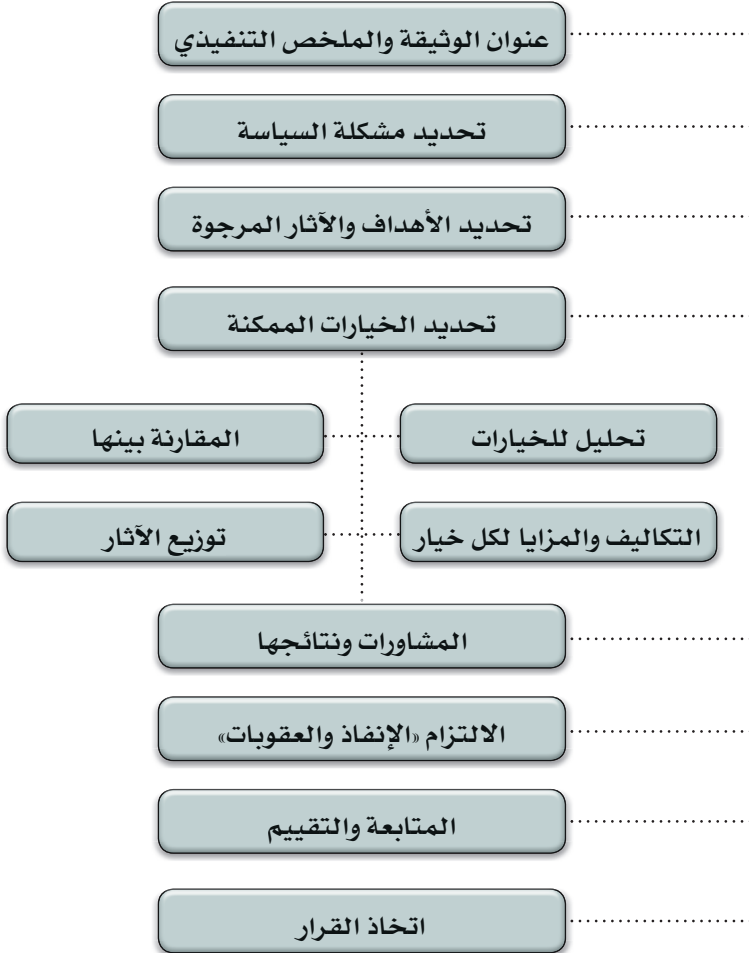 عنوان الوثيقة والملخص التنفيذي
تحديد مشكلة السياسة
تحديد الأهداف والآثار المرجوة
تحديد الخيارات الممكنة
تحليل للخيارات
المقارنة بينها
التكاليف والمزايا لكل خيار
توزيع الآثار
المشاورات ونتائجها
الالتزام «الإنفاذ والعقوبات»
المتابعة والتقييم
اتخاذ القرار